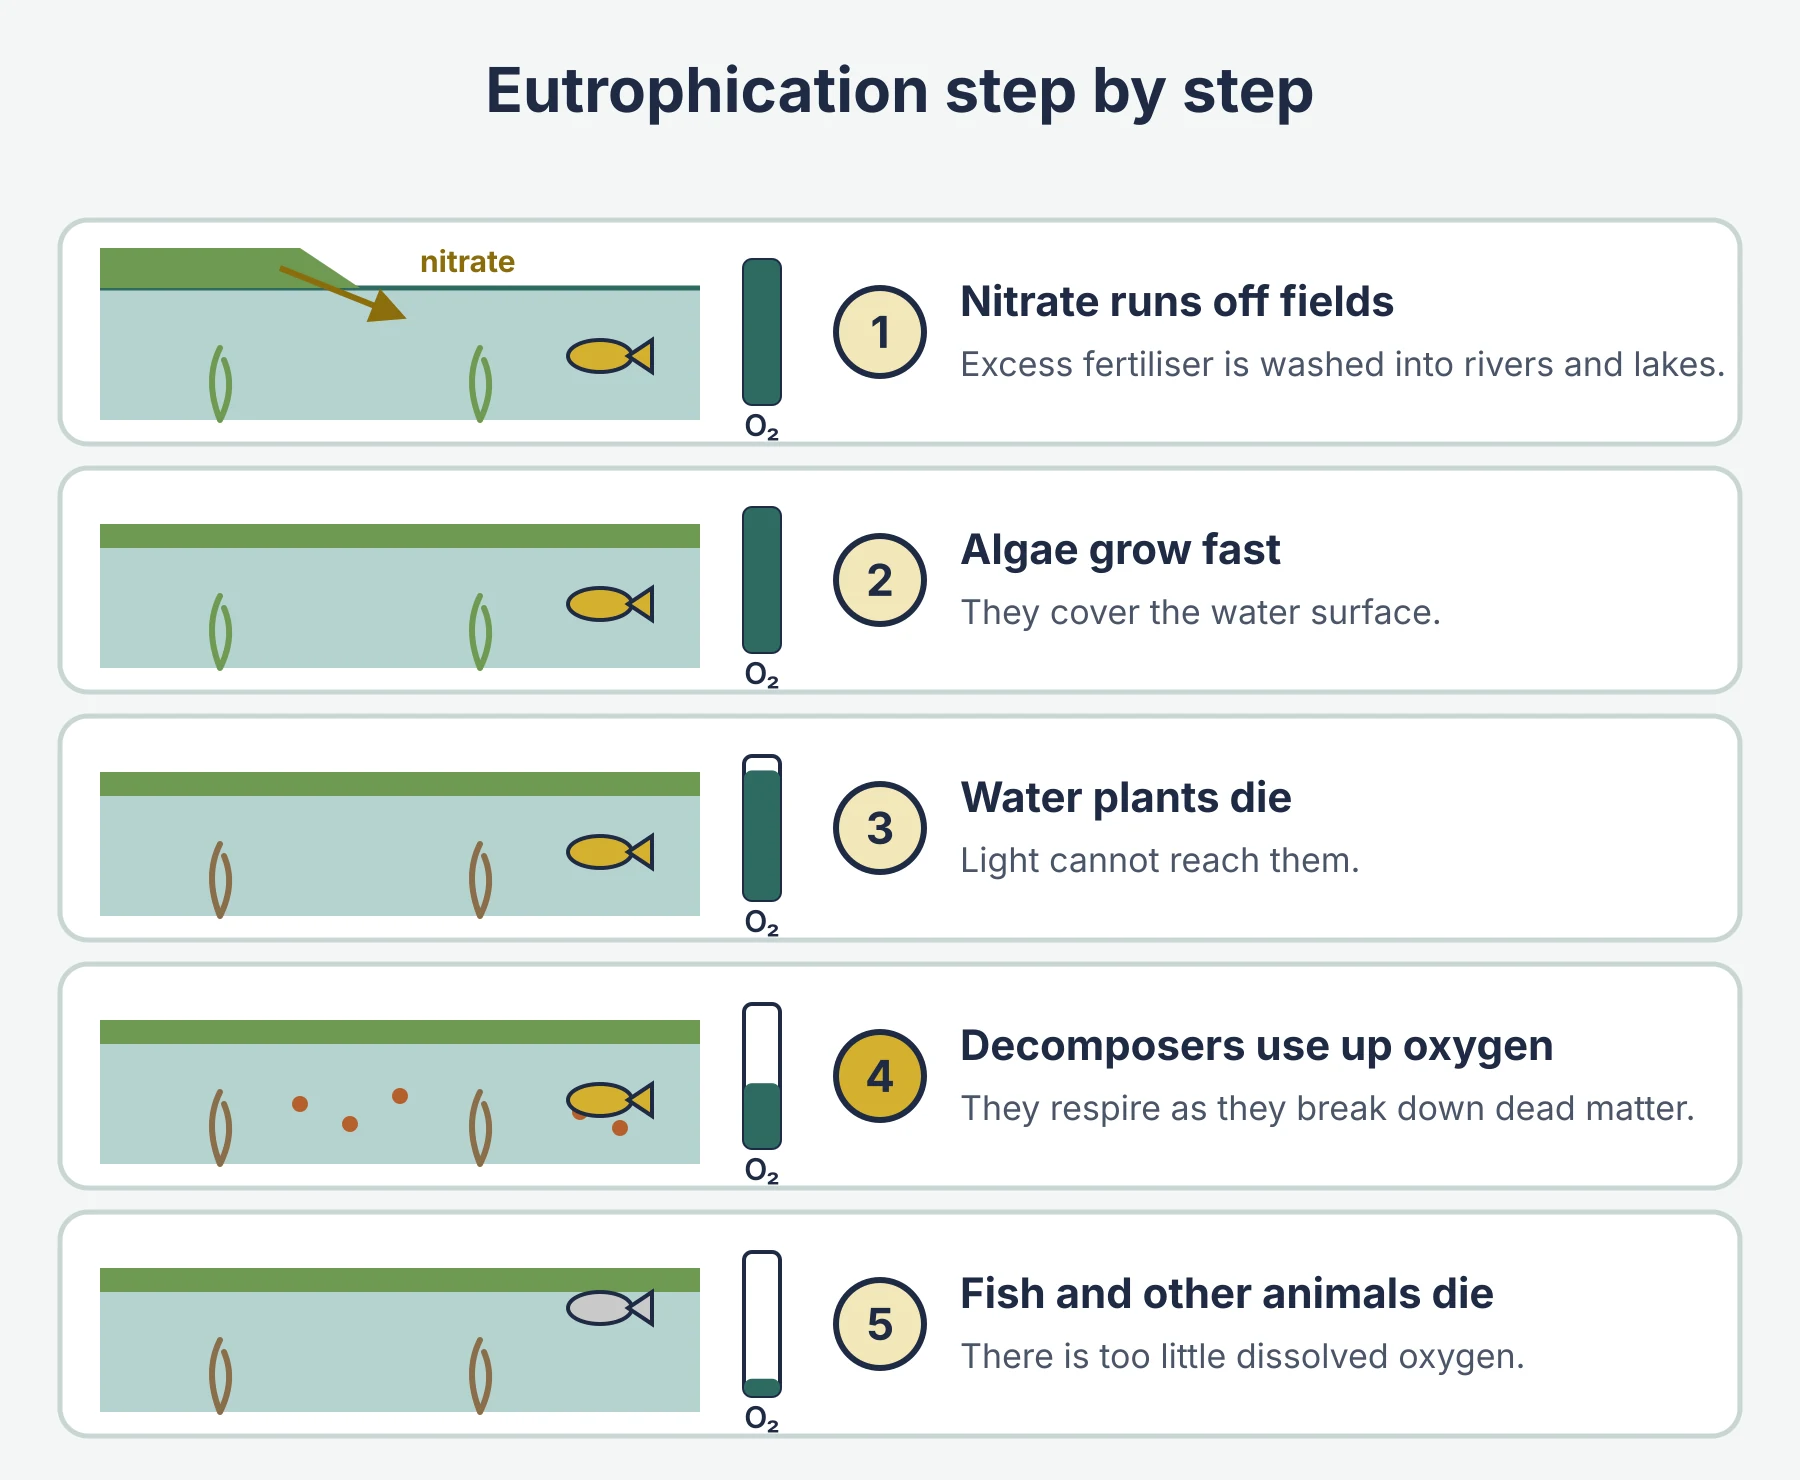 Eutrophication step by step
nitrate
O₂
1
Nitrate runs off fields
Excess fertiliser is washed into rivers and lakes.
O₂
2
Algae grow fast
They cover the water surface.
O₂
3
Water plants die
Light cannot reach them.
O₂
4
Decomposers use up oxygen
They respire as they break down dead matter.
O₂
5
Fish and other animals die
There is too little dissolved oxygen.